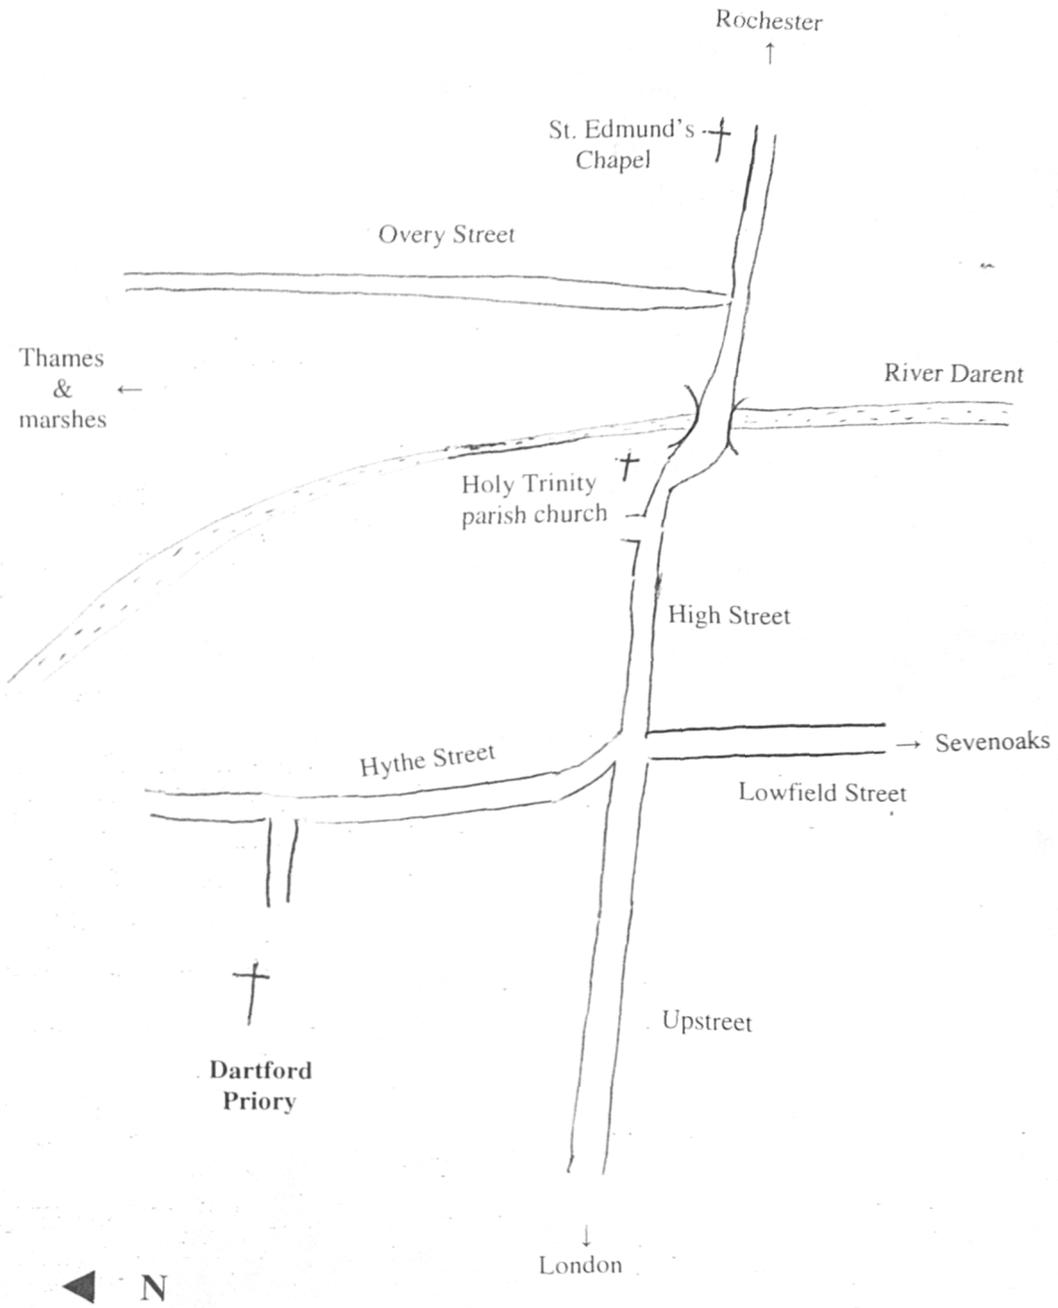 Rochester
↑
St. Edmund's
Chapel
Overy Street
Thames
&
marshes
←
River Darent
Holy Trinity
parish church
High Street
Hythe Street
→ Sevenoaks
Lowfield Street
Upstreet
Dartford
Priory
↓
London
◀ N